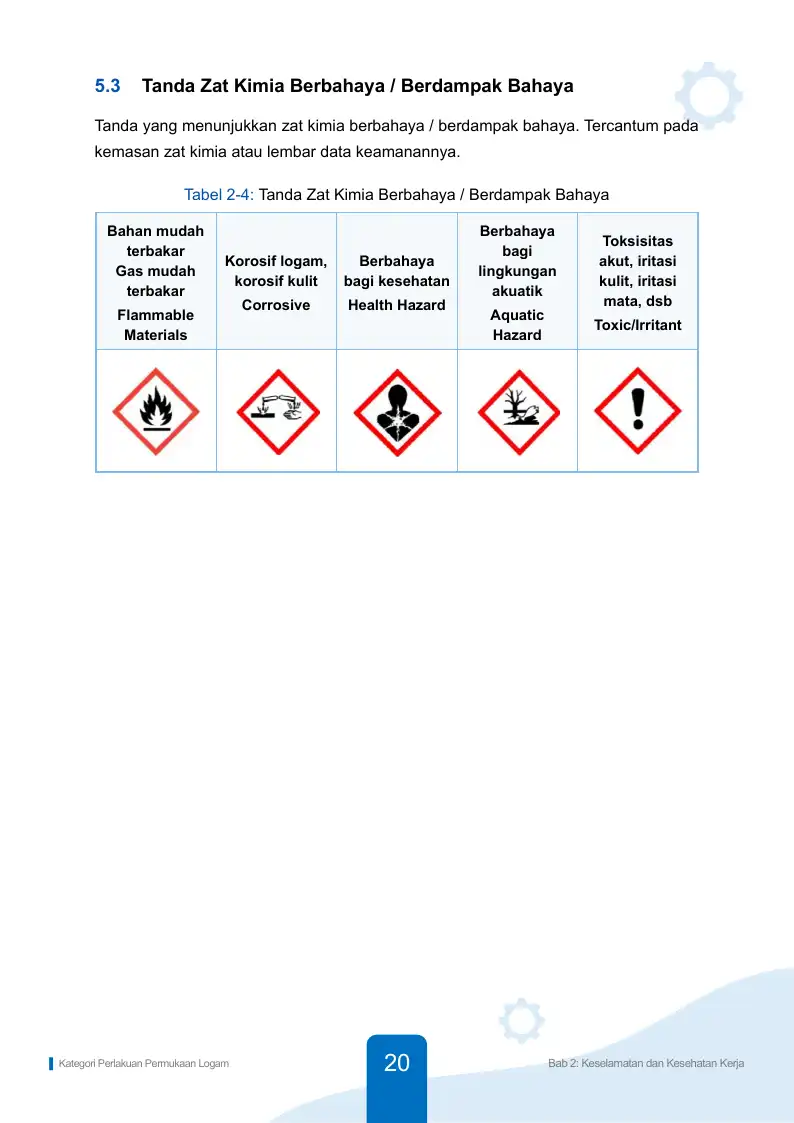 5.3 Tanda Zat Kimia Berbahaya / Berdampak Bahaya
Tanda yang menunjukkan zat kimia berbahaya / berdampak bahaya. Tercantum pada
kemasan zat kimia atau lembar data keamanannya.
Tabel 2-4: Tanda Zat Kimia Berbahaya / Berdampak Bahaya
Bahan mudah
terbakar
Gas mudah
terbakar
Flammable
Materials
Korosif logam,
korosif kulit
Corrosive
Berbahaya
bagi kesehatan
Health Hazard
Berbahaya
bagi
lingkungan
akuatik
Aquatic
Hazard
Toksisitas
akut, iritasi
kulit, iritasi
mata, dsb
Toxic/Irritant
Kategori Perlakuan Permukaan Logam
20
Bab 2: Keselamatan dan Kesehatan Kerja